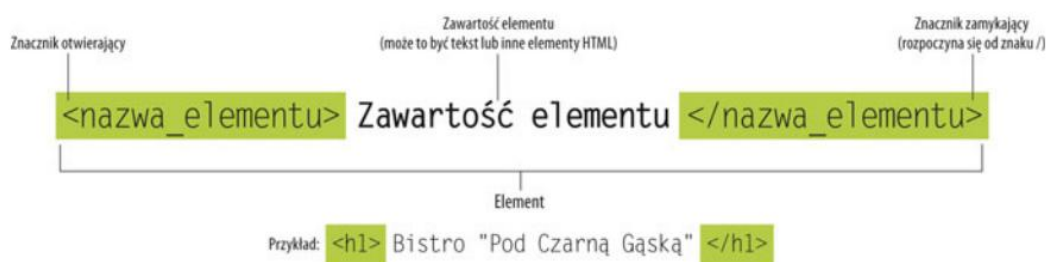 Znacznik otwierający
Zawartość elementu
(może to być tekst lub inne elementy HTML)
Znacznik zamykający
(rozpoczyna się od znaku /)
<nazwa_elementu> Zawartość elementu </nazwa_elementu>
Element
Przykład: <h1> Bistro "Pod Czarną Gąską" </h1>